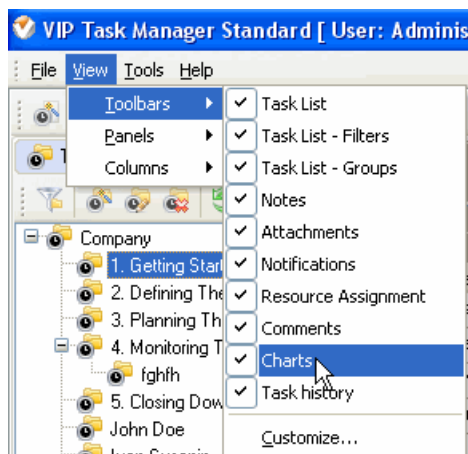 VIP Task Manager Standard [ User: Adminis
File View Tools Help
Toolbars
Panels
Columns
Task List
Task List - Filters
Task List - Groups
Notes
Attachments
Notifications
Resource Assignment
Comments
Charts
Task history
Customize...
Company
1. Getting Star
2. Defining The
3. Planning Th
4. Monitoring T
fghfh
5. Closing Dow
John Doe